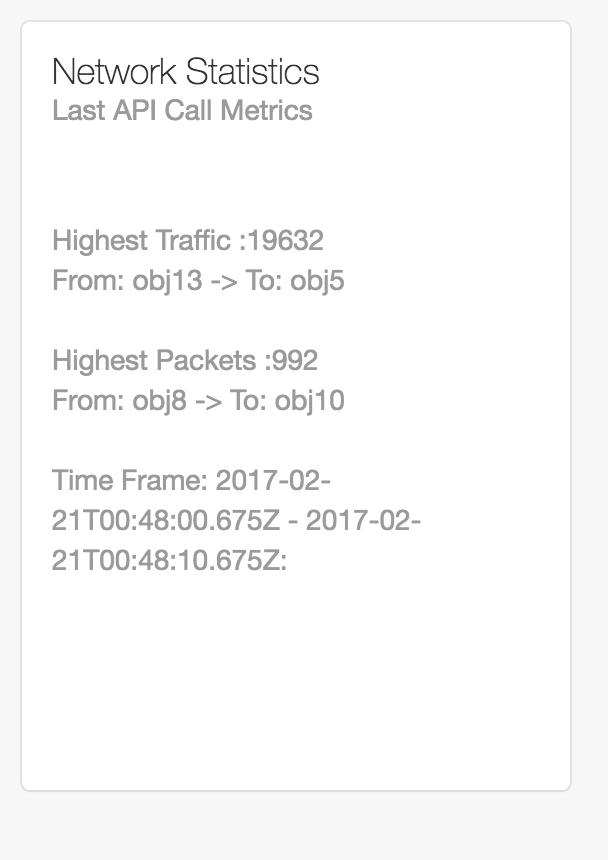 Network Statistics
Last API Call Metrics
Highest Traffic :19632
From: obj13 -> To: obj5
Highest Packets :992
From: obj8 -> To: obj10
Time Frame: 2017-02-
21T00:48:00.675Z - 2017-02-
21T00:48:10.675Z: